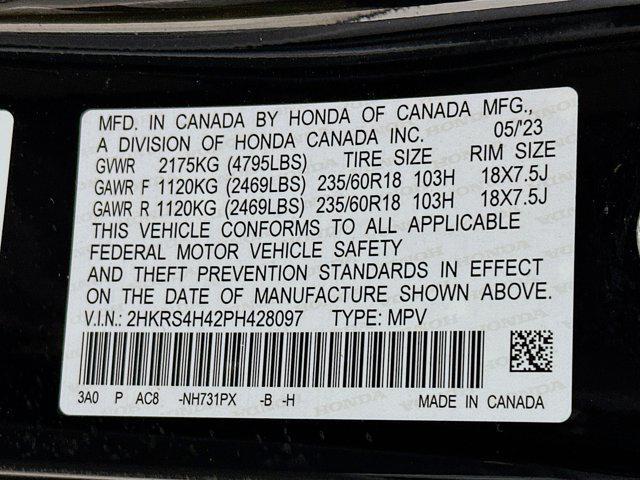 MFD. IN CANADA BY HONDA OF CANADA MFG.,
A DIVISION OF HONDA CANADA INC. 05/'23
GVWR 2175KG (4795LBS) TIRE SIZE RIM SIZE
GAWR F 1120KG (2469LBS) 235/60R18 103H 18X7.5J
GAWR R 1120KG (2469LBS) 235/60R18 103H 18X7.5J
THIS VEHICLE CONFORMS TO ALL APPLICABLE
FEDERAL MOTOR VEHICLE SAFETY
AND THEFT PREVENTION STANDARDS IN EFFECT
ON THE DATE OF MANUFACTURE SHOWN ABOVE.
V.I.N.: 2HKRS4H42PH428097 TYPE: MPV
3A0 P AC8 -NH731PX -B -H MADE IN CANADA